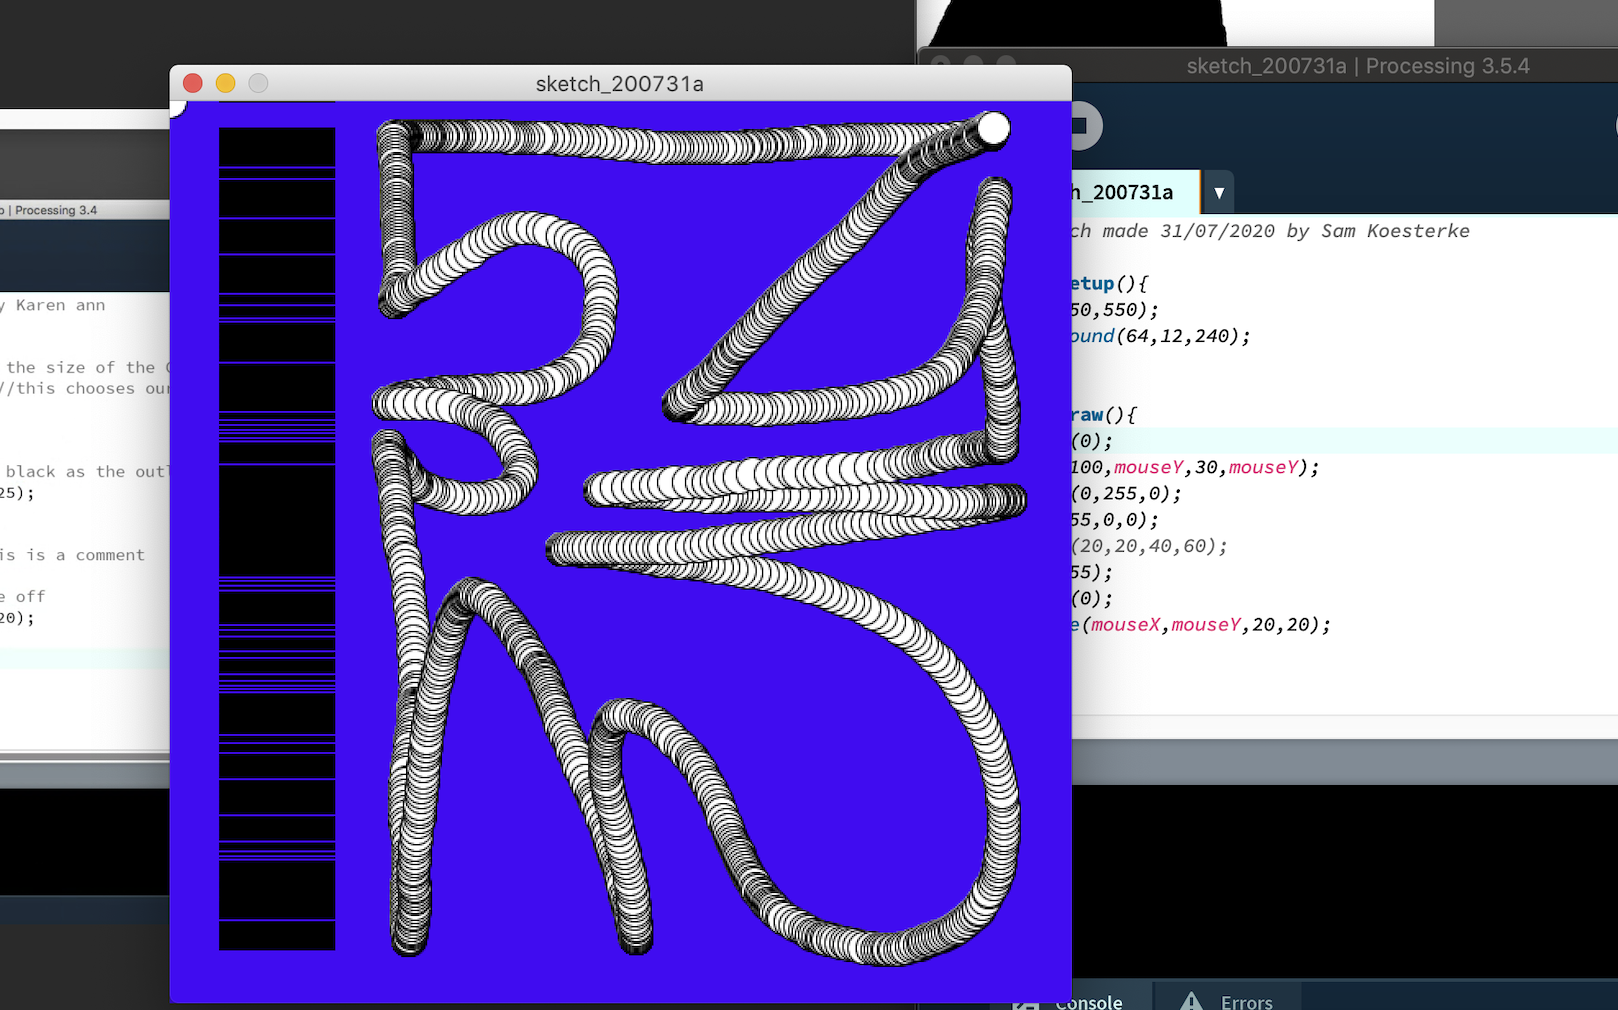 sketch_200731a
sketch_200731a | Processing 3.5.4
| Processing 3.4
h_200731a
ch made 31/07/2020 by Sam Koesterke
etup(){
50,550);
ound(64,12,240);
raw(){
(0);
100,mouseY,30,mouseY);
(0,255,0);
55,0,0);
(20,20,40,60);
55);
(0);
e(mouseX,mouseY,20,20);
y Karen ann
the size of the
//this chooses our
black as the outl
25);
is is a comment
e off
20);
Console
Errors